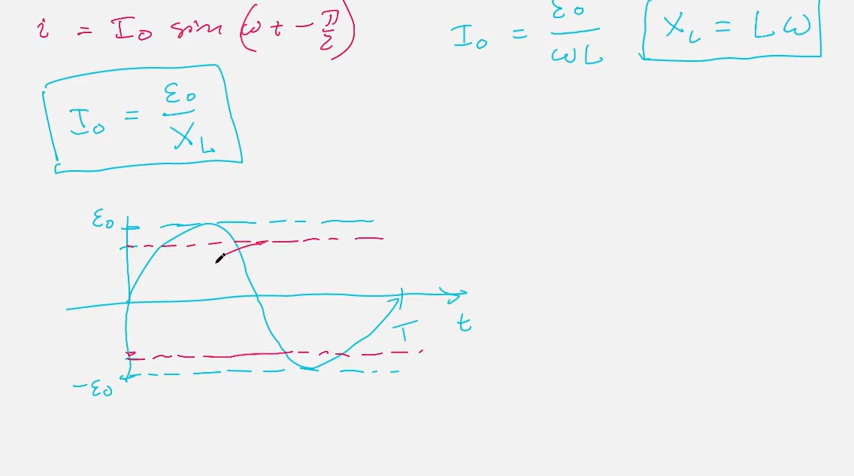 i = I₀ sin (ωt − π/2)
I₀ = ε₀/ωL
X_L = Lω
I₀ = ε₀/X_L
ε₀
T
t
−ε₀